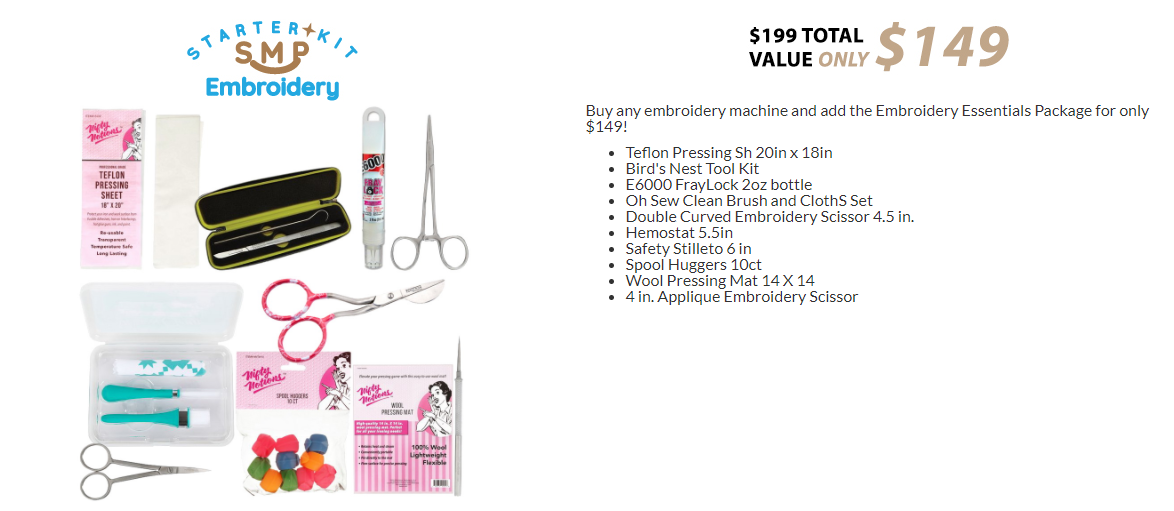 STARTER KIT
SMP
Embroidery
$199 TOTAL
VALUE ONLY $149
Buy any embroidery machine and add the Embroidery Essentials Package for only
$149!
Teflon Pressing Sh 20in x 18in
Bird's Nest Tool Kit
E6000 FrayLock 2oz bottle
Oh Sew Clean Brush and ClothS Set
Double Curved Embroidery Scissor 4.5 in.
Hemostat 5.5in
Safety Stilleto 6 in
Spool Huggers 10ct
Wool Pressing Mat 14 X 14
4 in. Applique Embroidery Scissor
Nifty
Notions
TEFLON
PRESSING
SHEET
18" X 20"
Re-usable
Transparent
Temperature Safe
Long Lasting
FRAY
LOCK
Nifty
Notions
SPOOL HUGGERS
10 CT
Nifty
Notions
WOOL
PRESSING MAT
100% Wool
Lightweight
Flexible